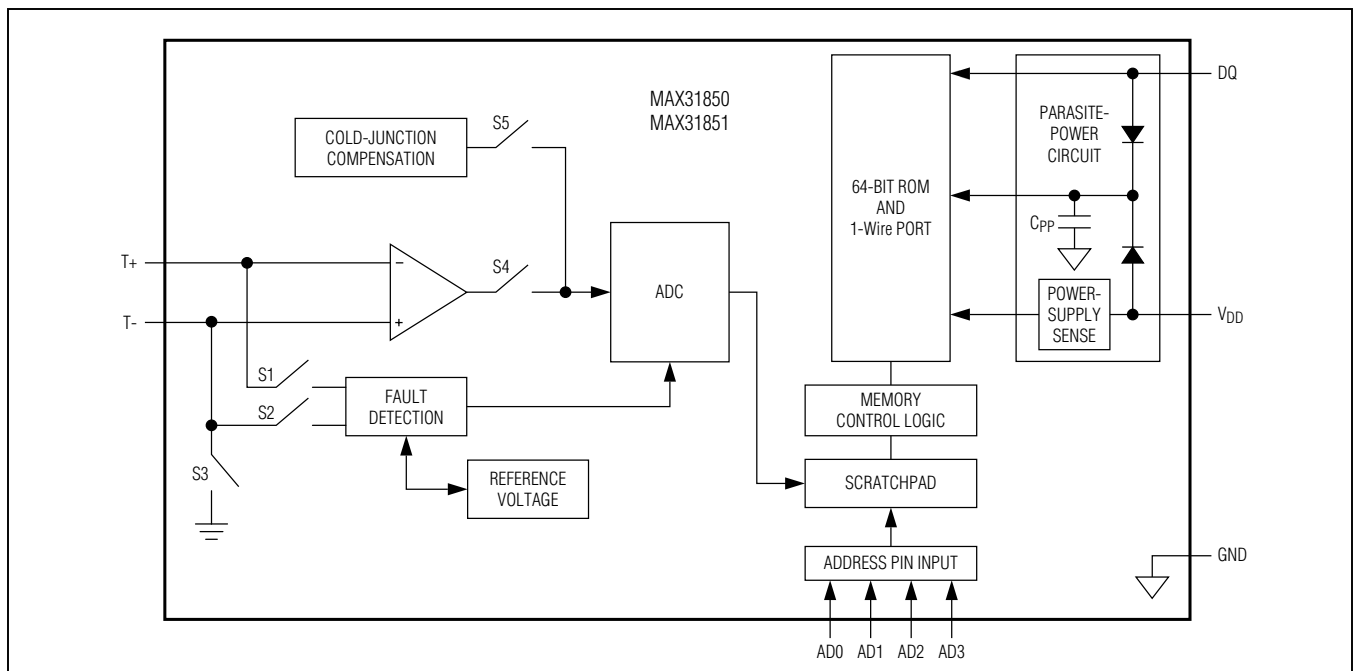 MAX31850
MAX31851
COLD-JUNCTION
COMPENSATION
S5
T+
T-
S4
ADC
S1
S2
S3
FAULT
DETECTION
REFERENCE
VOLTAGE
64-BIT ROM
AND
1-Wire PORT
MEMORY
CONTROL LOGIC
SCRATCHPAD
ADDRESS PIN INPUT
AD0 AD1 AD2 AD3
PARASITE-
POWER
CIRCUIT
CPP
POWER-
SUPPLY
SENSE
DQ
VDD
GND